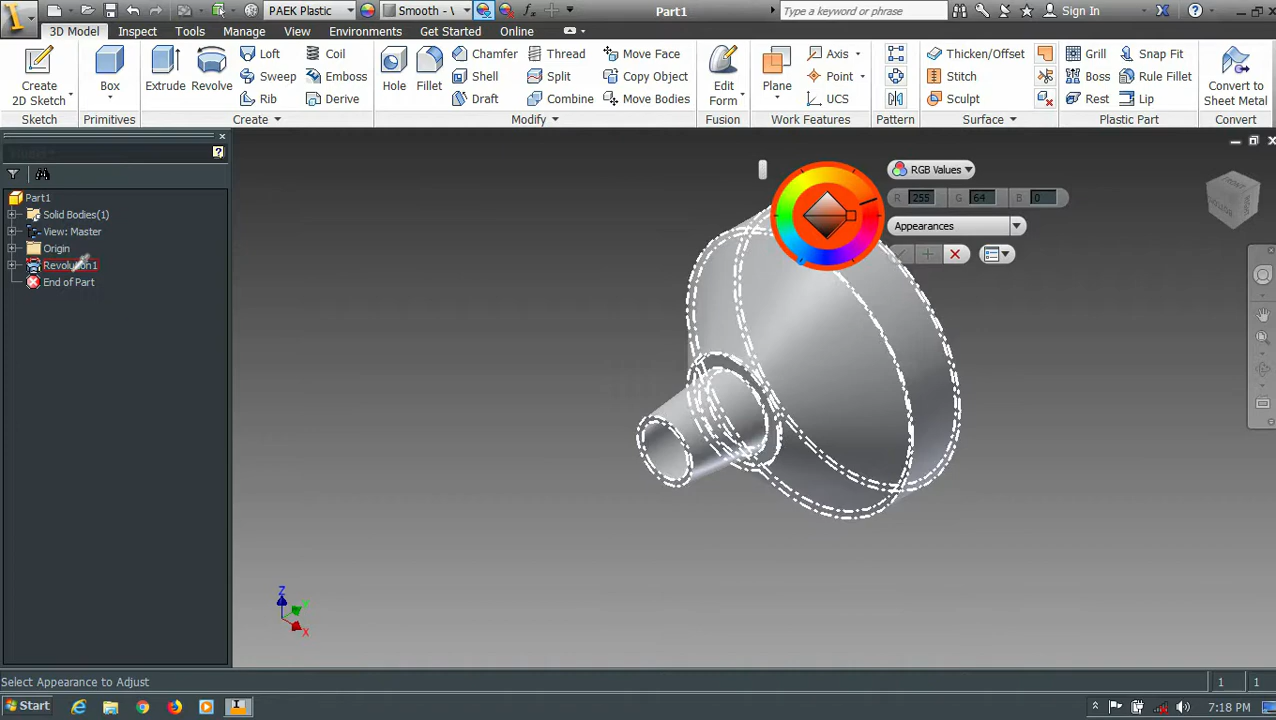 PAEK Plastic
Smooth - \
Part1
Type a keyword or phrase
Sign In
3D Model
Inspect
Tools
Manage
View
Environments
Get Started
Online
Create
2D Sketch
Sketch
Box
Primitives
Extrude
Revolve
Loft
Sweep
Rib
Coil
Emboss
Derive
Create
Hole
Fillet
Chamfer
Shell
Draft
Thread
Split
Combine
Move Face
Copy Object
Move Bodies
Modify
Edit
Form
Fusion
Plane
Axis
Point
UCS
Work Features
Pattern
Thicken/Offset
Stitch
Sculpt
Surface
Grill
Boss
Rest
Snap Fit
Rule Fillet
Lip
Plastic Part
Convert to
Sheet Metal
Convert
Part1
Solid Bodies(1)
View: Master
Origin
Revolution1
End of Part
RGB Values
R 255 G 64 B 0
Appearances
Z
X
Select Appearance to Adjust
1 1
Start
7:18 PM